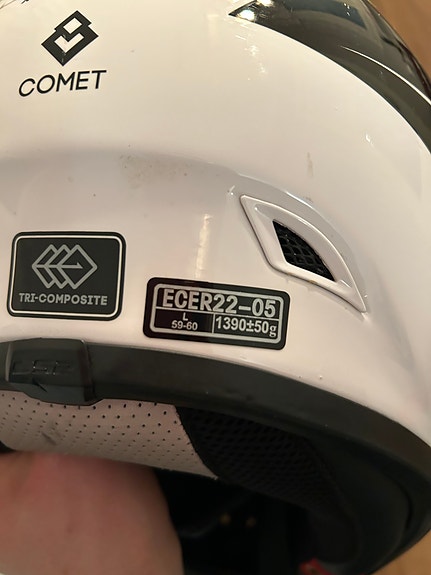 COMET
TRI-COMPOSITE
ECER22-05
L
59-60
1390±50g